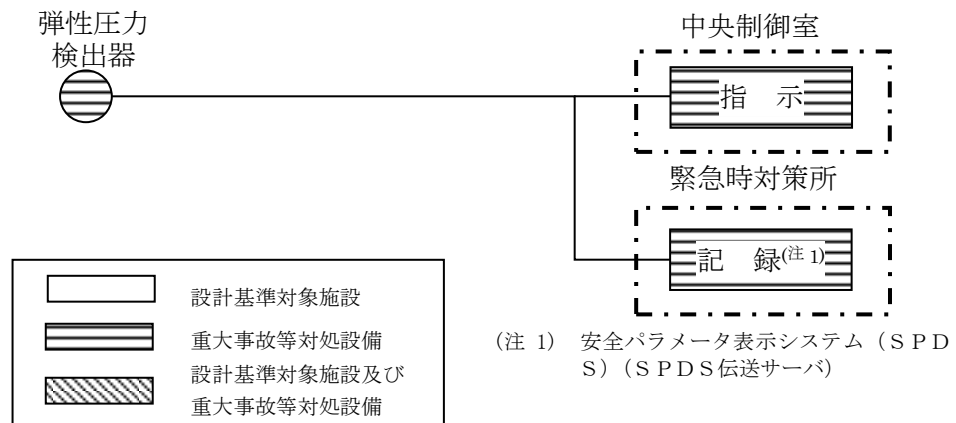 弾性圧力
検出器
中央制御室
指 示
緊急時対策所
記 録(注 1)
設計基準対象施設
重大事故等対処設備
設計基準対象施設及び
重大事故等対処設備
(注 1) 安全パラメータ表示システム(SPD
S)(SPDS伝送サーバ)